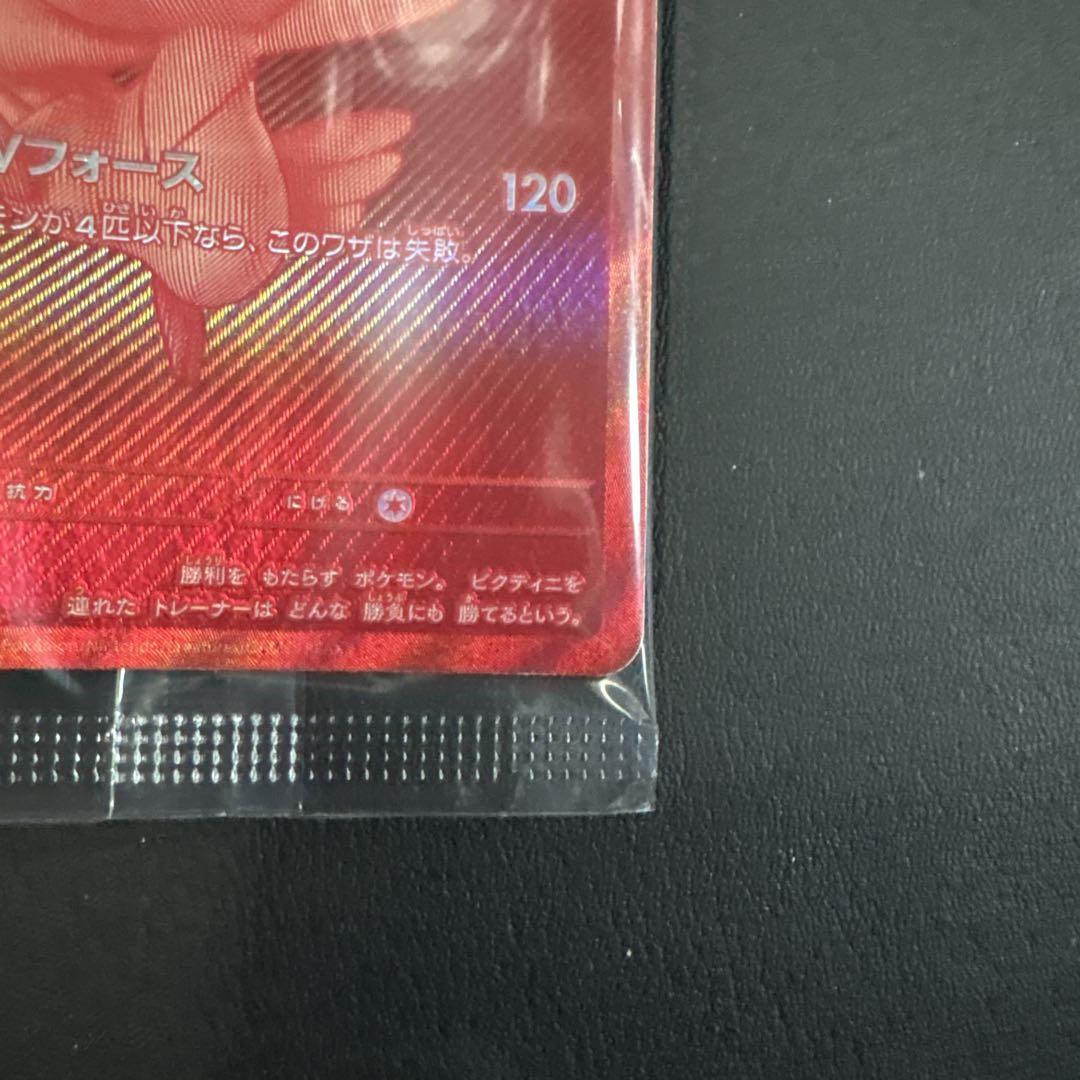 Vフォース 120
モンが4匹以下なら、このワザは失敗。
抗力 にげる
勝利を もたらす ポケモン。 ビクティニを
連れた トレーナーは どんな 勝負にも 勝てるという。